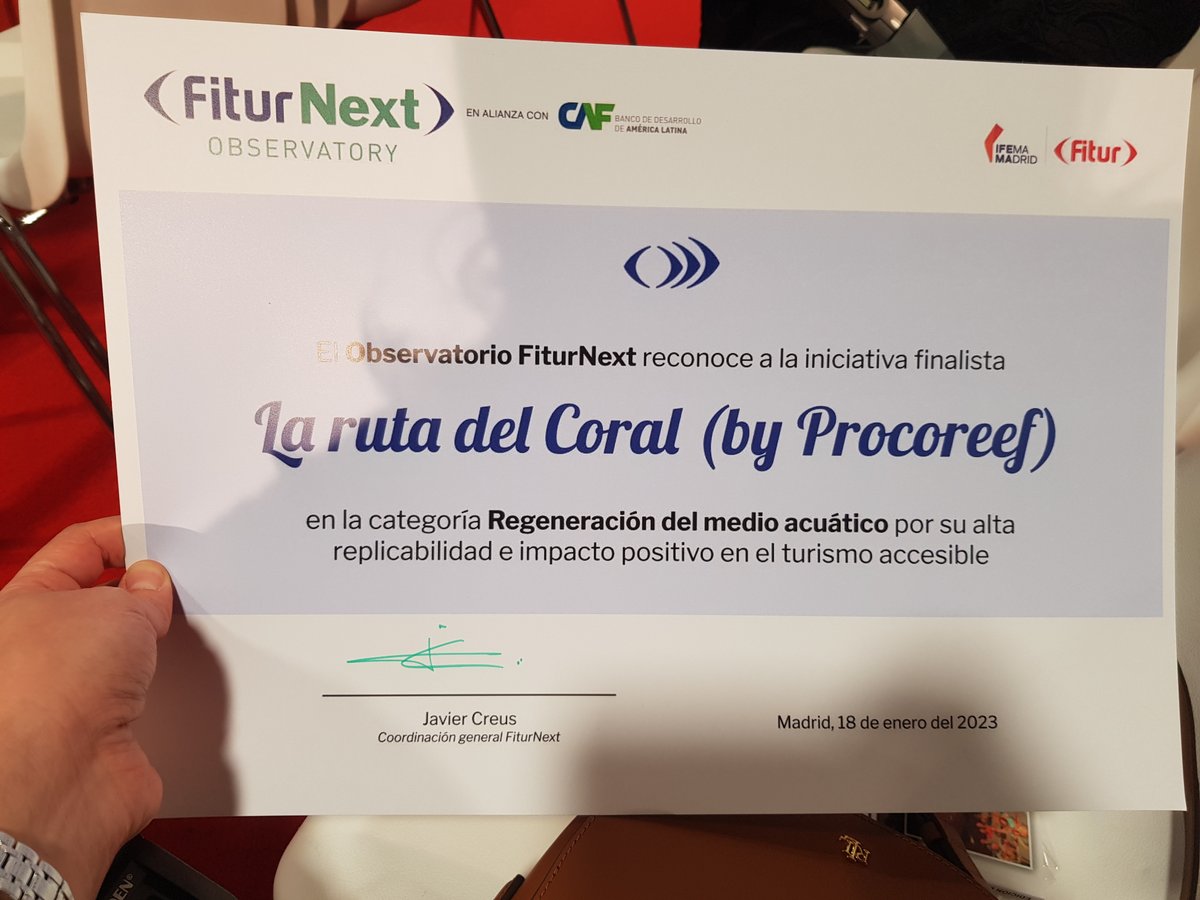 Fitur Next
OBSERVATORY
EN ALIANZA CON
CAF
BANCO DE DESARROLLO
DE AMÉRICA LATINA
IFEMA
MADRID
Fitur
El Observatorio FiturNext reconoce a la iniciativa finalista
La ruta del Coral (by Procoreef)
en la categoría Regeneración del medio acuático por su alta
replicabilidad e impacto positivo en el turismo accesible
Javier Creus
Coordinación general FiturNext
Madrid, 18 de enero del 2023